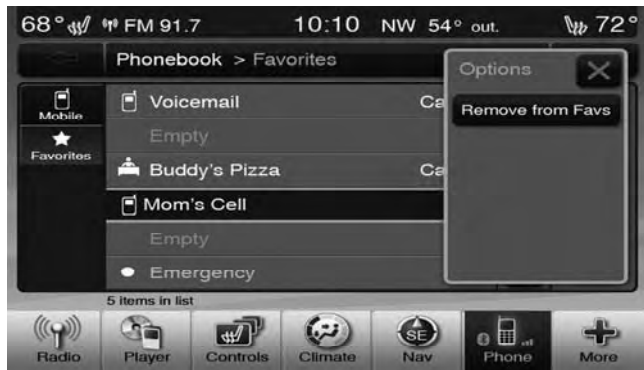 68° FM 91.7 10:10 NW 54° out. 72°
Phonebook > Favorites
Options
Mobile
Voicemail Ca
Remove from Favs
Empty
Favorites
Buddy's Pizza Ca
Mom's Cell
Empty
Emergency
5 items in list
SE
Radio Player Controls Climate Nav Phone More